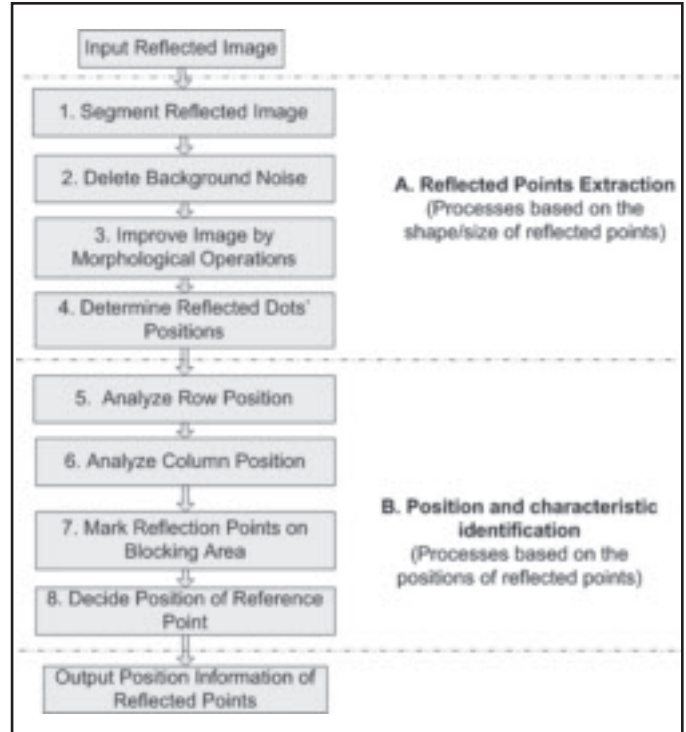 Input Reflected Image
1. Segment Reflected Image
2. Delete Background Noise
3. Improve Image by
Morphological Operations
4. Determine Reflected Dots'
Positions
A. Reflected Points Extraction
(Processes based on the
shape/size of reflected points)
5. Analyze Row Position
6. Analyze Column Position
7. Mark Reflection Points on
Blocking Area
8. Decide Position of Reference
Point
B. Position and characteristic
identification
(Processes based on the
positions of reflected points)
Output Position Information of
Reflected Points